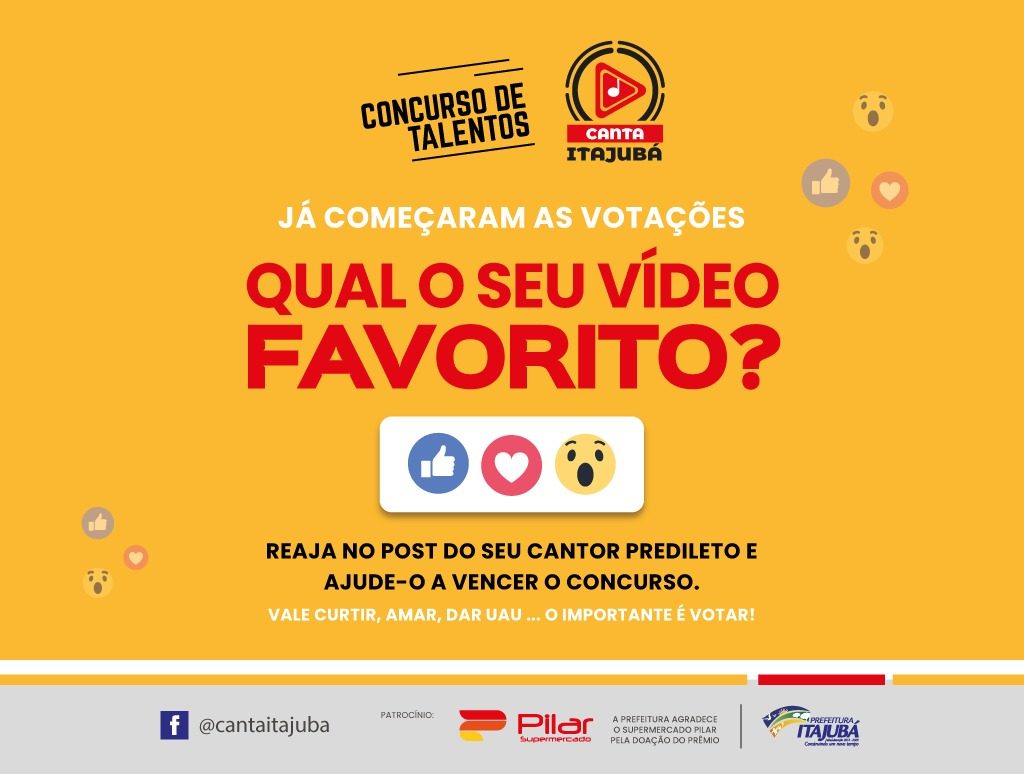 CONCURSO DE
TALENTOS
CANTA
ITAJUBÁ
JÁ COMEÇARAM AS VOTAÇÕES
QUAL O SEU VÍDEO
FAVORITO?
REAJA NO POST DO SEU CANTOR PREDILETO E
AJUDE-O A VENCER O CONCURSO.
VALE CURTIR, AMAR, DAR UAU ... O IMPORTANTE É VOTAR!
f @cantaitajuba
PATROCÍNIO:
Pilar
Supermercado
A PREFEITURA AGRADECE
O SUPERMERCADO PILAR
PELA DOAÇÃO DO PRÊMIO
PREFEITURA
ITAJUBÁ
Construindo um novo tempo